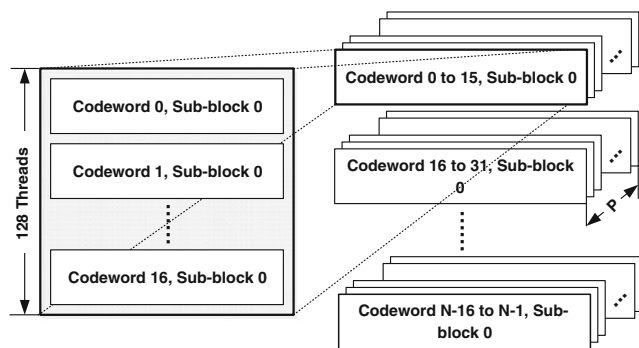 128 Threads
Codeword 0, Sub-block 0
Codeword 1, Sub-block 0
Codeword 16, Sub-block 0
Codeword 0 to 15, Sub-block 0
Codeword 16 to 31, Sub-block
0
P
Codeword N-16 to N-1, Sub-
block 0